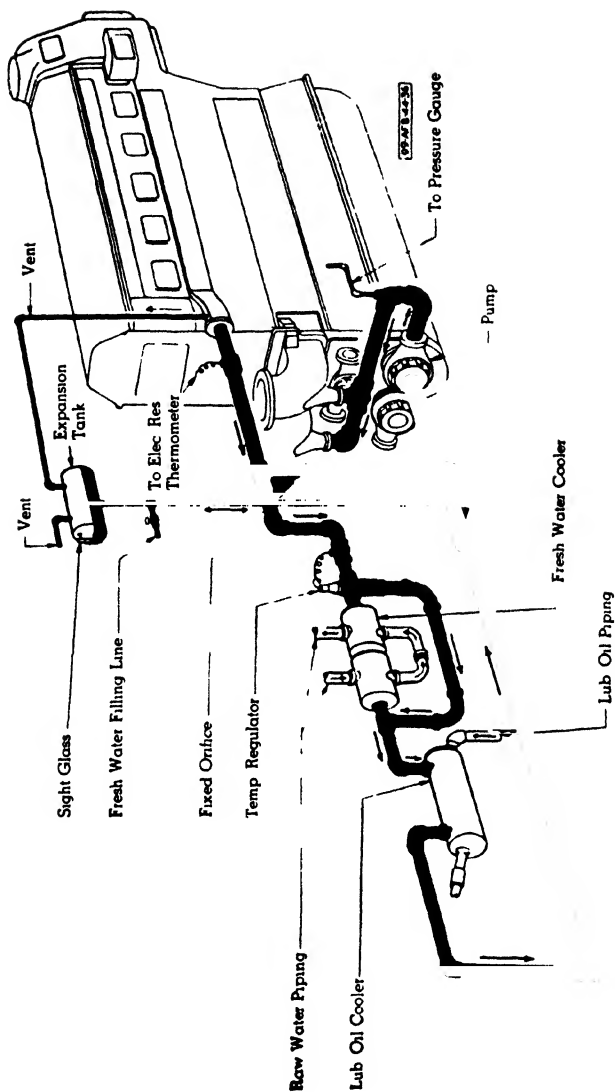 Sight Glass
Vent
Expansion
Tank
Vent
Fresh Water Filling Line
To Elec Res
Thermometer
Fixed Orifice
Temp Regulator
Raw Water Piping
Lub Oil Cooler
Fresh Water Cooler
Lub Oil Piping
Pump
To Pressure Gauge